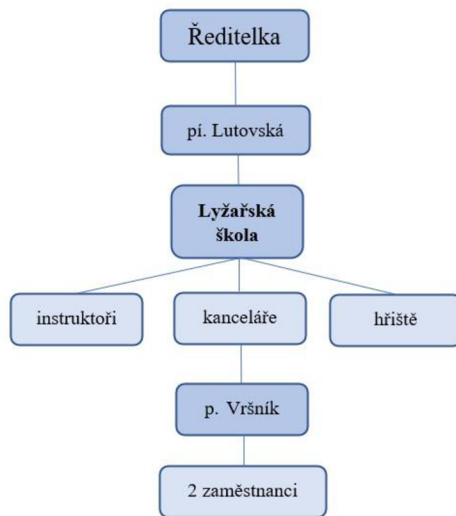 Ředitelka
pí. Lutovská
Lyžařská
škola
instruktoři
kanceláře
hřiště
p. Vršník
2 zaměstnanci